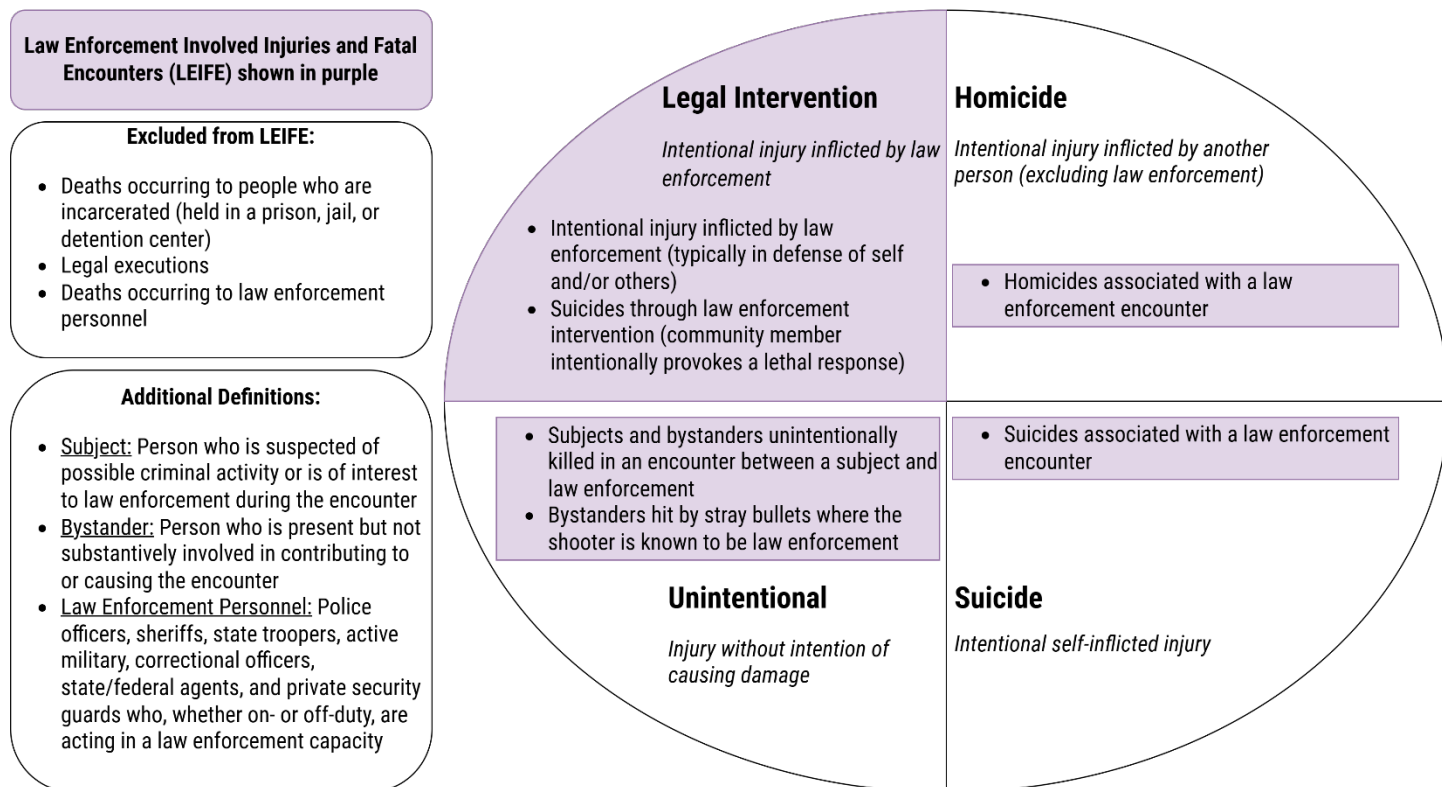 Law Enforcement Involved Injuries and Fatal
Encounters (LEIFE) shown in purple
Excluded from LEIFE:
• Deaths occurring to people who are
incarcerated (held in a prison, jail, or
detention center)
• Legal executions
• Deaths occurring to law enforcement
personnel
Additional Definitions:
• Subject: Person who is suspected of
possible criminal activity or is of interest
to law enforcement during the encounter
• Bystander: Person who is present but not
substantively involved in contributing to
or causing the encounter
• Law Enforcement Personnel: Police
officers, sheriffs, state troopers, active
military, correctional officers,
state/federal agents, and private security
guards who, whether on- or off-duty, are
acting in a law enforcement capacity
Legal Intervention
Intentional injury inflicted by law
enforcement
• Intentional injury inflicted by law
enforcement (typically in defense of self
and/or others)
• Suicides through law enforcement
intervention (community member
intentionally provokes a lethal response)
Homicide
Intentional injury inflicted by another
person (excluding law enforcement)
• Homicides associated with a law
enforcement encounter
• Subjects and bystanders unintentionally
killed in an encounter between a subject and
law enforcement
• Bystanders hit by stray bullets where the
shooter is known to be law enforcement
Unintentional
Injury without intention of
causing damage
• Suicides associated with a law enforcement
encounter
Suicide
Intentional self-inflicted injury